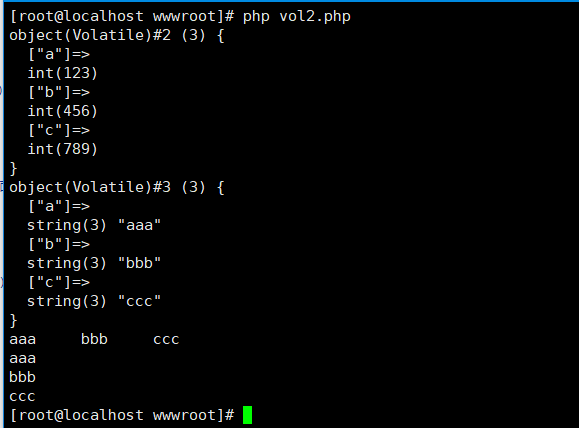 [root@localhost wwwroot]# php vol2.php
object(Volatile)#2 (3) {
  ["a"]=>
  int(123)
  ["b"]=>
  int(456)
  ["c"]=>
  int(789)
}
object(Volatile)#3 (3) {
  ["a"]=>
  string(3) "aaa"
  ["b"]=>
  string(3) "bbb"
  ["c"]=>
  string(3) "ccc"
}
aaa     bbb     ccc
aaa
bbb
ccc
[root@localhost wwwroot]#